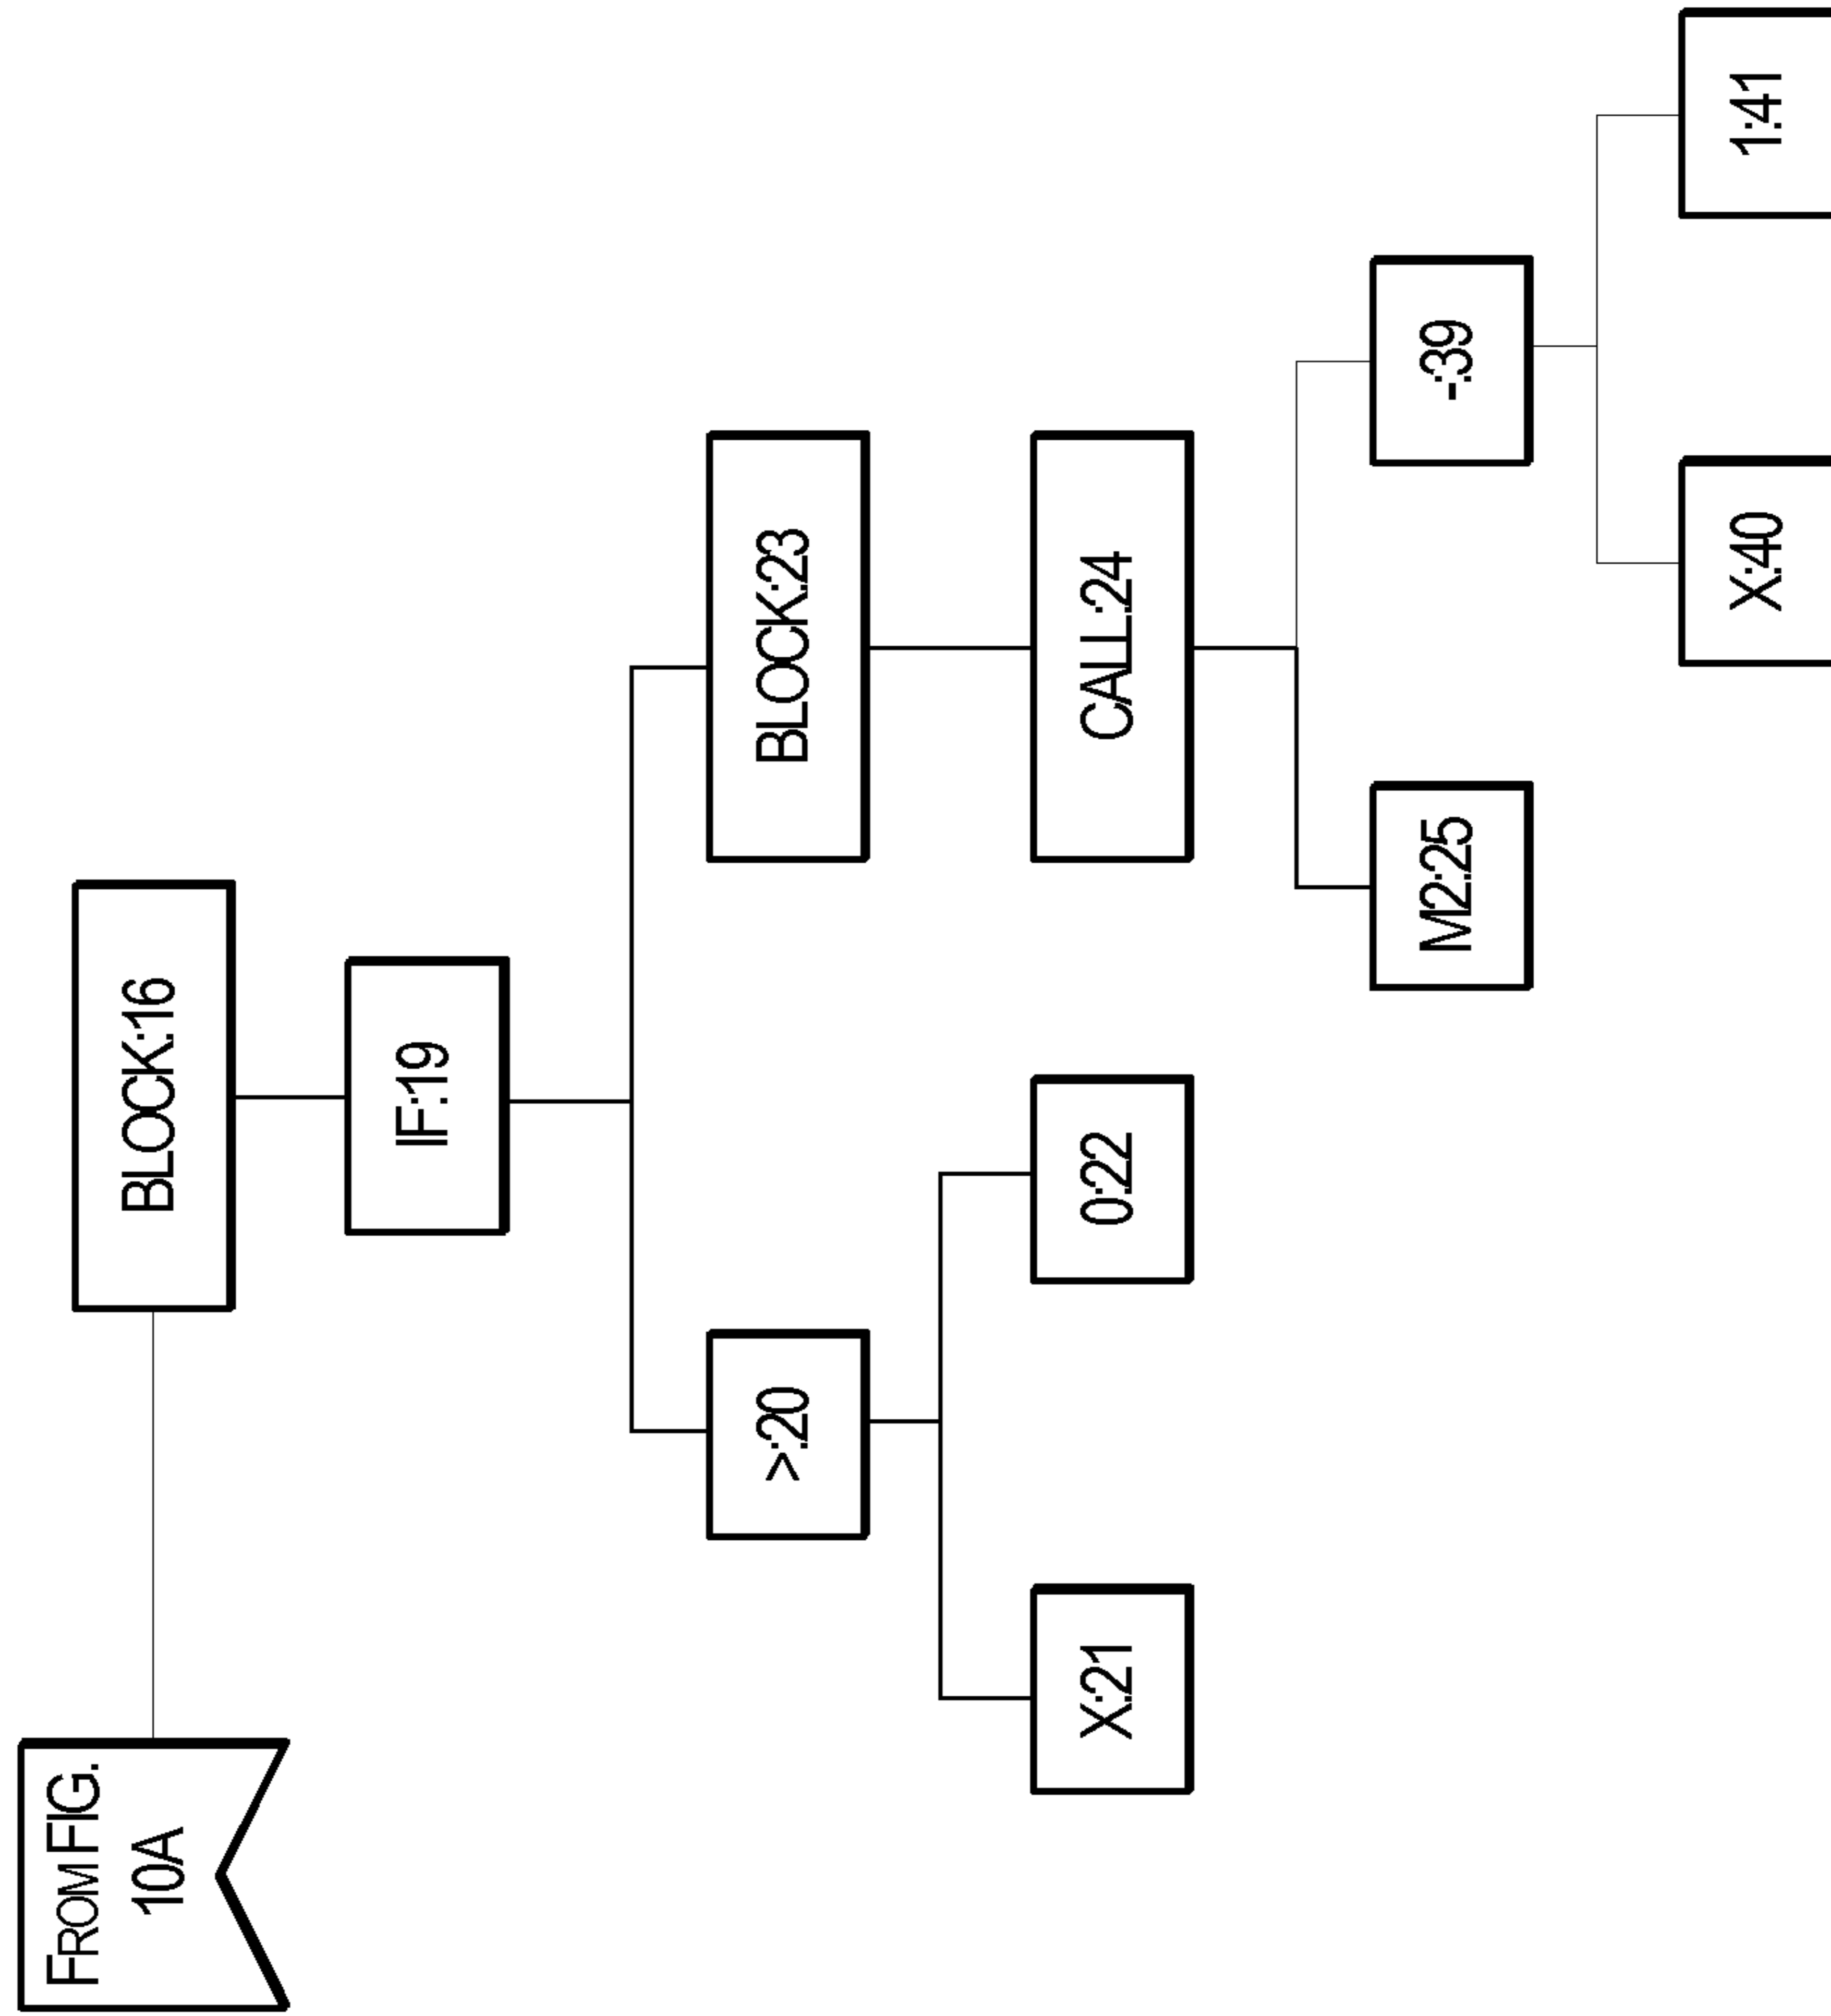 FROM FIG.
10A
BLOCK:16
IF:19
>:20
BLOCK:23
X:21
0:22
CALL:24
M2:25
-:39
X:40
1:41